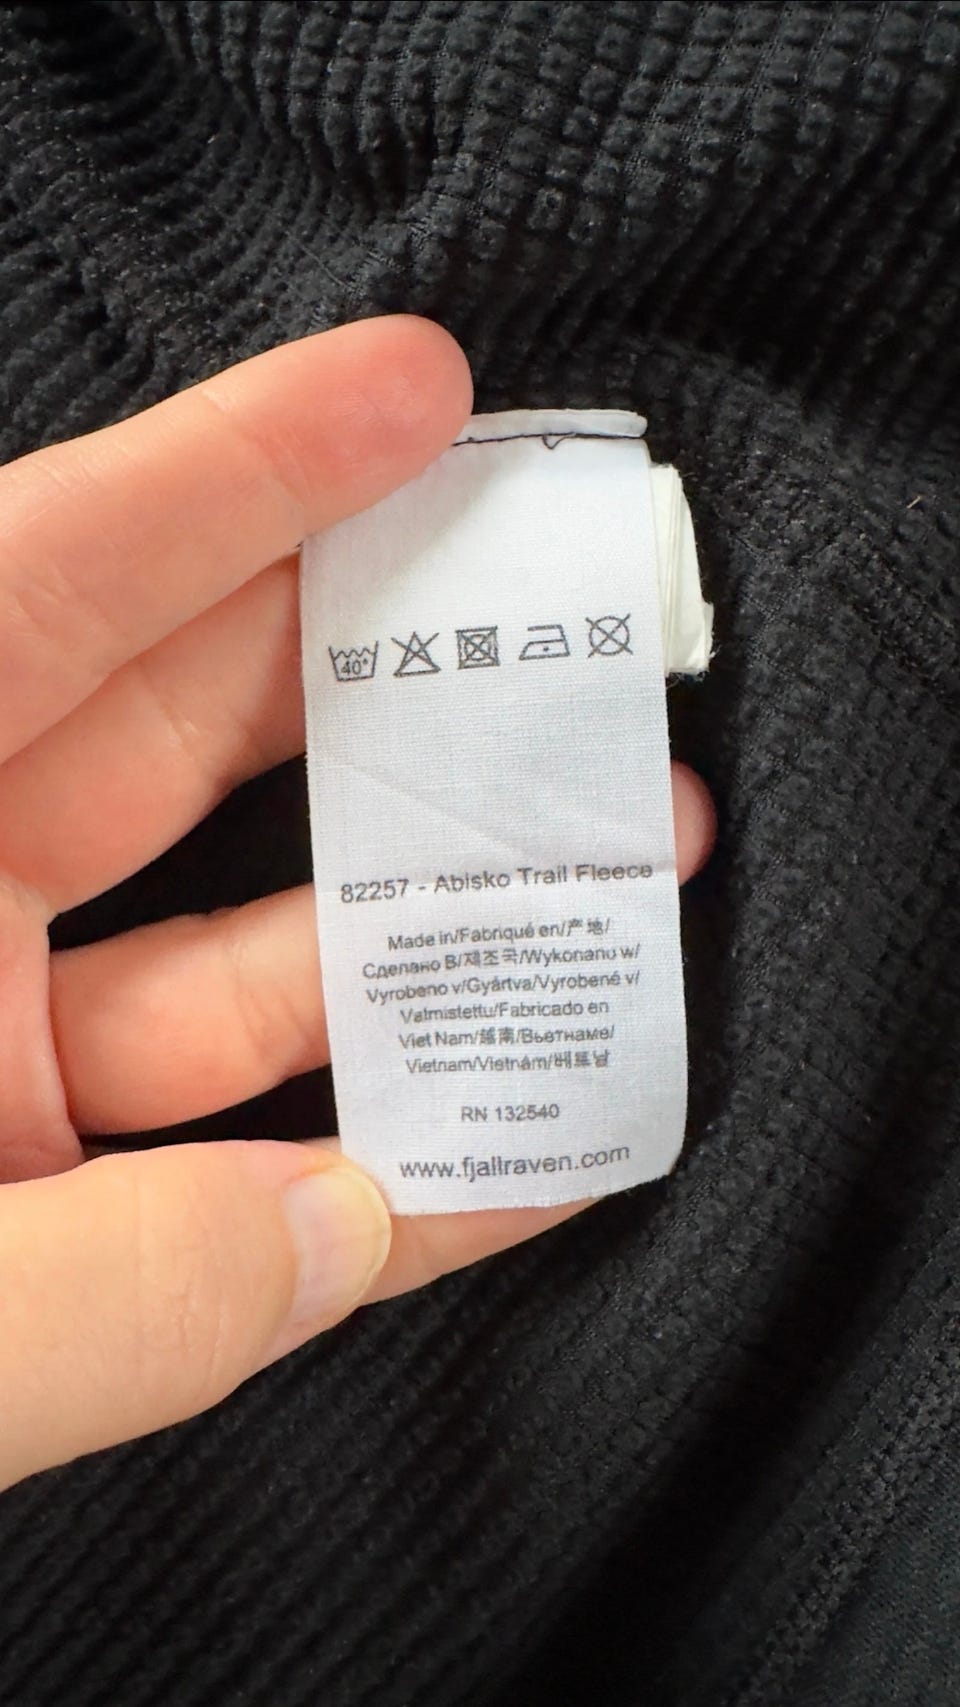 40°
82257 - Abisko Trail Fleece
Made in/Fabriqué en/产地/
Сделано В/제조국/Wykonano w/
Vyrobeno v/Gyártva/Vyrobené v/
Valmistettu/Fabricado en
Viet Nam/越南/Вьетнаме/
Vietnam/Vietnám/베트남
RN 132540
www.fjallraven.com